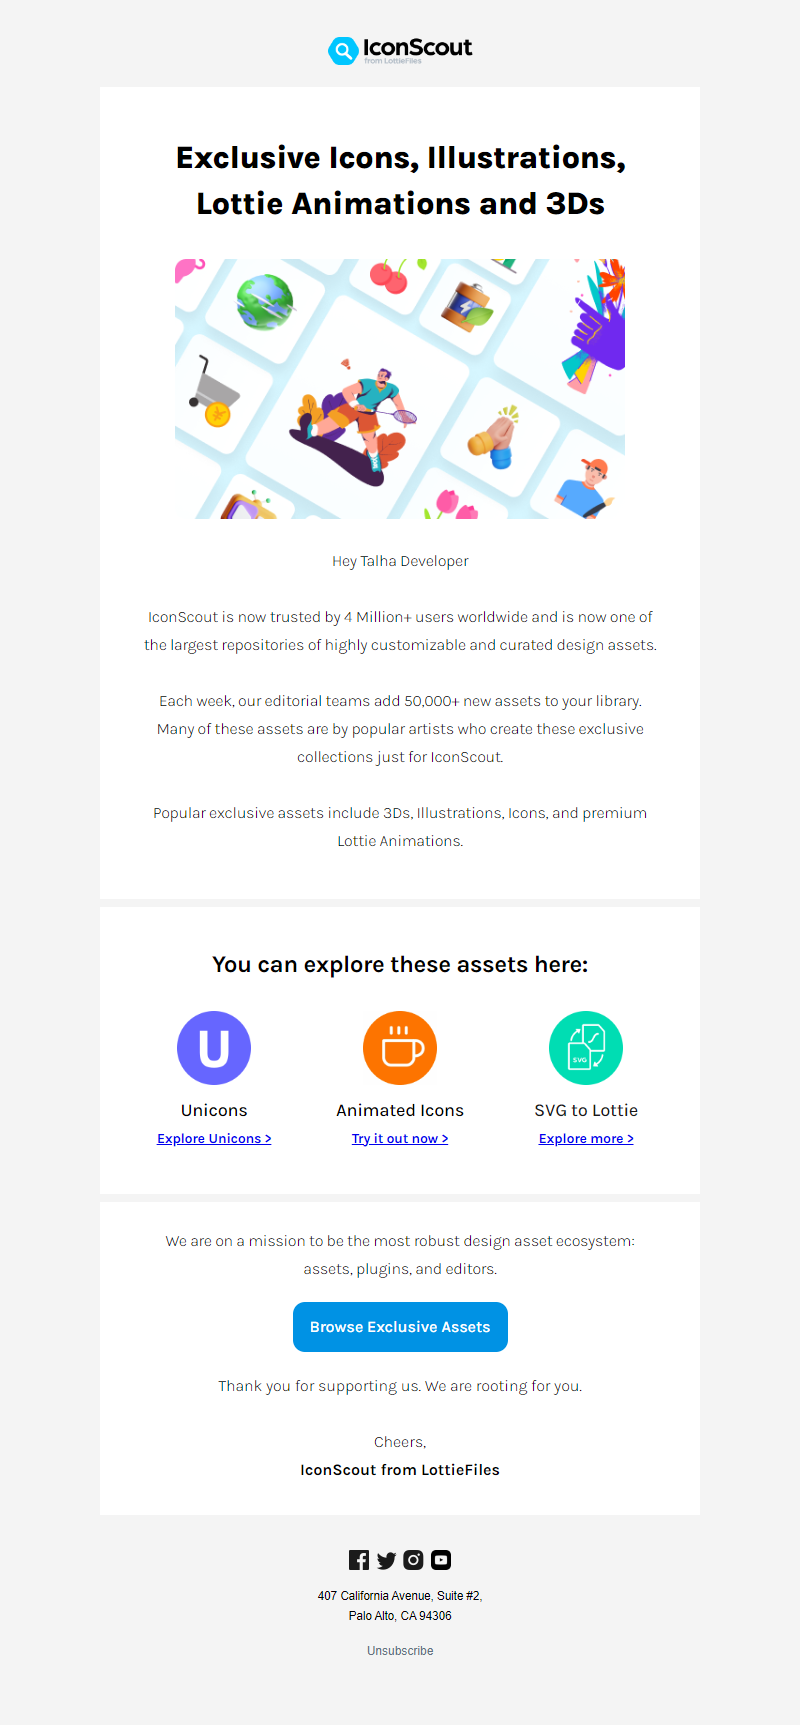 IconScout
from LottieFiles
Exclusive Icons, Illustrations,
Lottie Animations and 3Ds
Hey Talha Developer
IconScout is now trusted by 4 Million+ users worldwide and is now one of
the largest repositories of highly customizable and curated design assets.
Each week, our editorial teams add 50,000+ new assets to your library.
Many of these assets are by popular artists who create these exclusive
collections just for IconScout.
Popular exclusive assets include 3Ds, Illustrations, Icons, and premium
Lottie Animations.
You can explore these assets here:
U
SVG
Unicons
Animated Icons
SVG to Lottie
Explore Unicons >
Try it out now >
Explore more >
We are on a mission to be the most robust design asset ecosystem:
assets, plugins, and editors.
Browse Exclusive Assets
Thank you for supporting us. We are rooting for you.
Cheers,
IconScout from LottieFiles
407 California Avenue, Suite #2,
Palo Alto, CA 94306
Unsubscribe